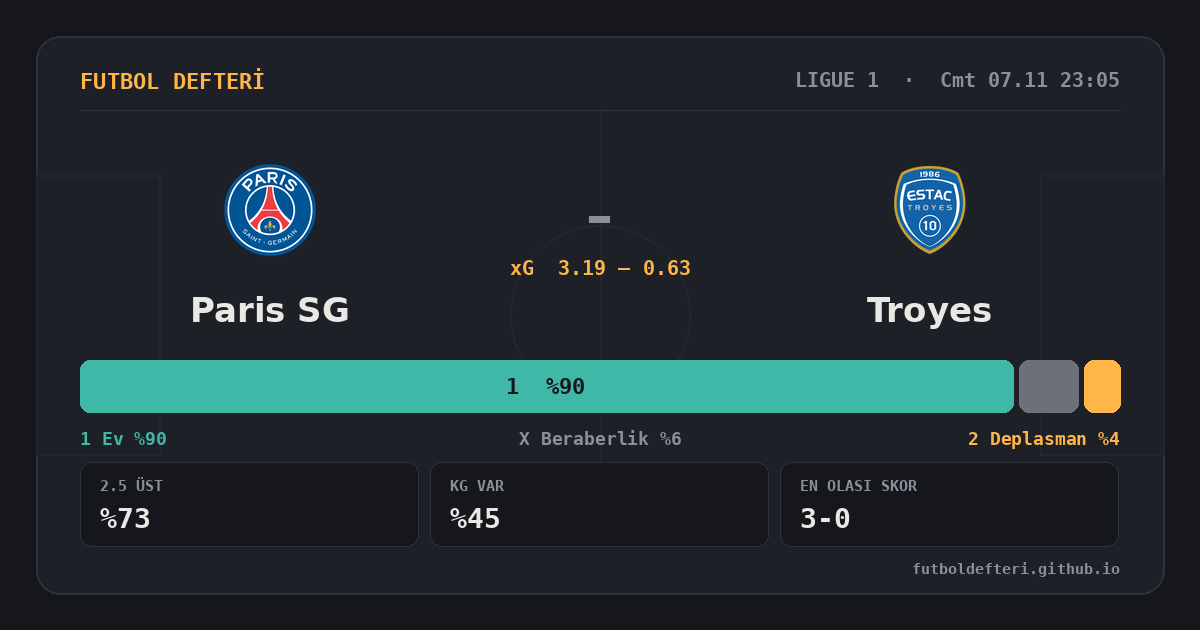 FUTBOL DEFTERİ
LIGUE 1 · Cmt 07.11 23:05
PARIS
SAINT-GERMAIN
1986
ESTAC
TROYES
10
–
xG 3.19 – 0.63
Paris SG
Troyes
1 %90
1 Ev %90
X Beraberlik %6
2 Deplasman %4
2.5 ÜST
KG VAR
EN OLASI SKOR
%73
%45
3-0
futboldefteri.github.io